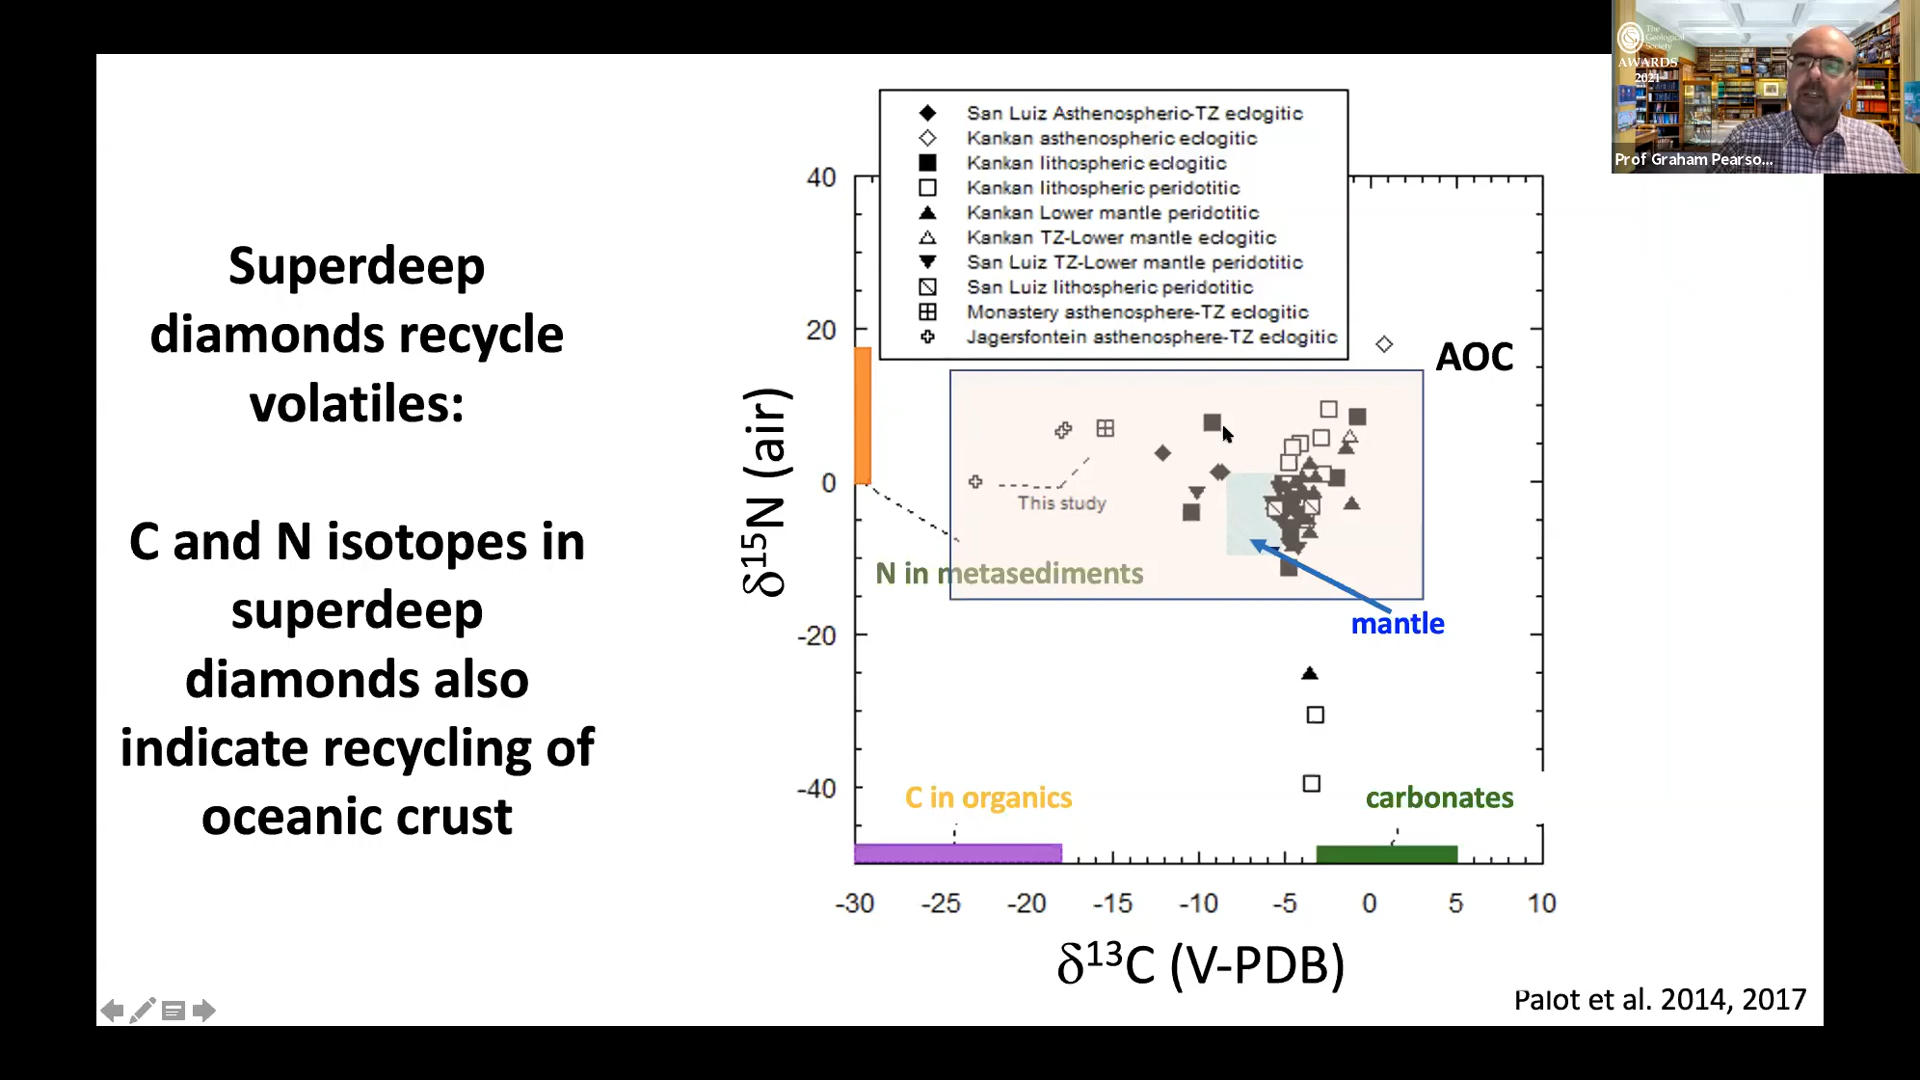 The
Geological
Society
AWARDS
2021
Prof Graham Pearso...
Superdeep
diamonds recycle
volatiles:
C and N isotopes in
superdeep
diamonds also
indicate recycling of
oceanic crust
San Luiz Asthenospheric-TZ eclogitic
Kankan asthenospheric eclogitic
Kankan lithospheric eclogitic
Kankan lithospheric peridotitic
Kankan Lower mantle peridotitic
Kankan TZ-Lower mantle eclogitic
San Luiz TZ-Lower mantle peridotitic
San Luiz lithospheric peridotitic
Monastery asthenosphere-TZ eclogitic
Jagersfontein asthenosphere-TZ eclogitic
40
20
0
-20
-40
δ15N (air)
AOC
This study
N in metasediments
mantle
C in organics
carbonates
-30 -25 -20 -15 -10 -5 0 5 10
δ13C (V-PDB)
Palot et al. 2014, 2017